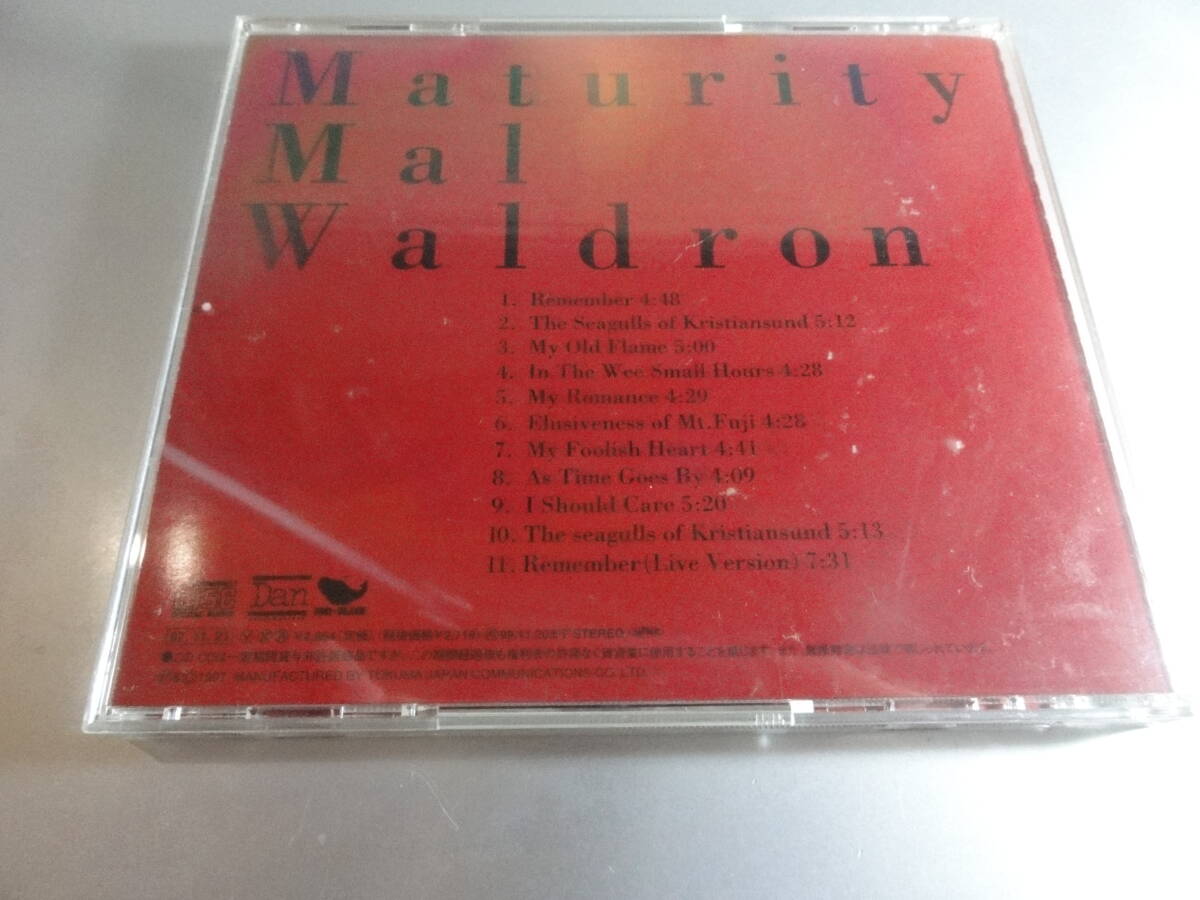 Maturity
Mal
Waldron
1. Remember 4:48
2. The Seagulls of Kristiansund 5:12
3. My Old Flame 5:00
4. In The Wee Small Hours 4:28
5. My Romance 4:29
6. Elusiveness of Mt.Fuji 4:28
7. My Foolish Heart 4:41
8. As Time Goes By 4:09
9. I Should Care 5:20
10. The seagulls of Kristiansund 5:13
11. Remember(Live Version) 7:31
Dan
STEREO
1997 MANUFACTURED BY TOKUMA JAPAN COMMUNICATIONS CO. LTD.